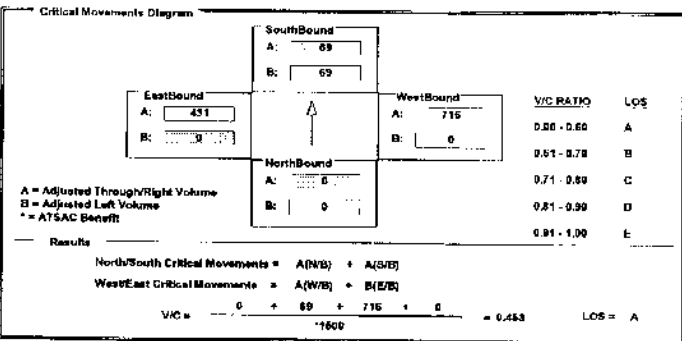 Critical Movements Diagram
SouthBound
A: 69
B: 69
EastBound
A: 431
B: 0
WestBound
A: 716
B: 0
NorthBound
A: 0
B: 0
V/C RATIO LOS
0.00 - 0.60 A
0.61 - 0.70 B
0.71 - 0.80 C
0.81 - 0.90 D
0.91 - 1.00 E
A = Adjusted Through/Right Volume
B = Adjusted Left Volume
* = ATSAC Benefit
Results
North/South Critical Movements = A(N/B) + A(S/B)
West/East Critical Movements = A(W/B) + B(E/B)
V/C = 0 + 69 + 716 + 0 = 0.453 LOS = A
*1500